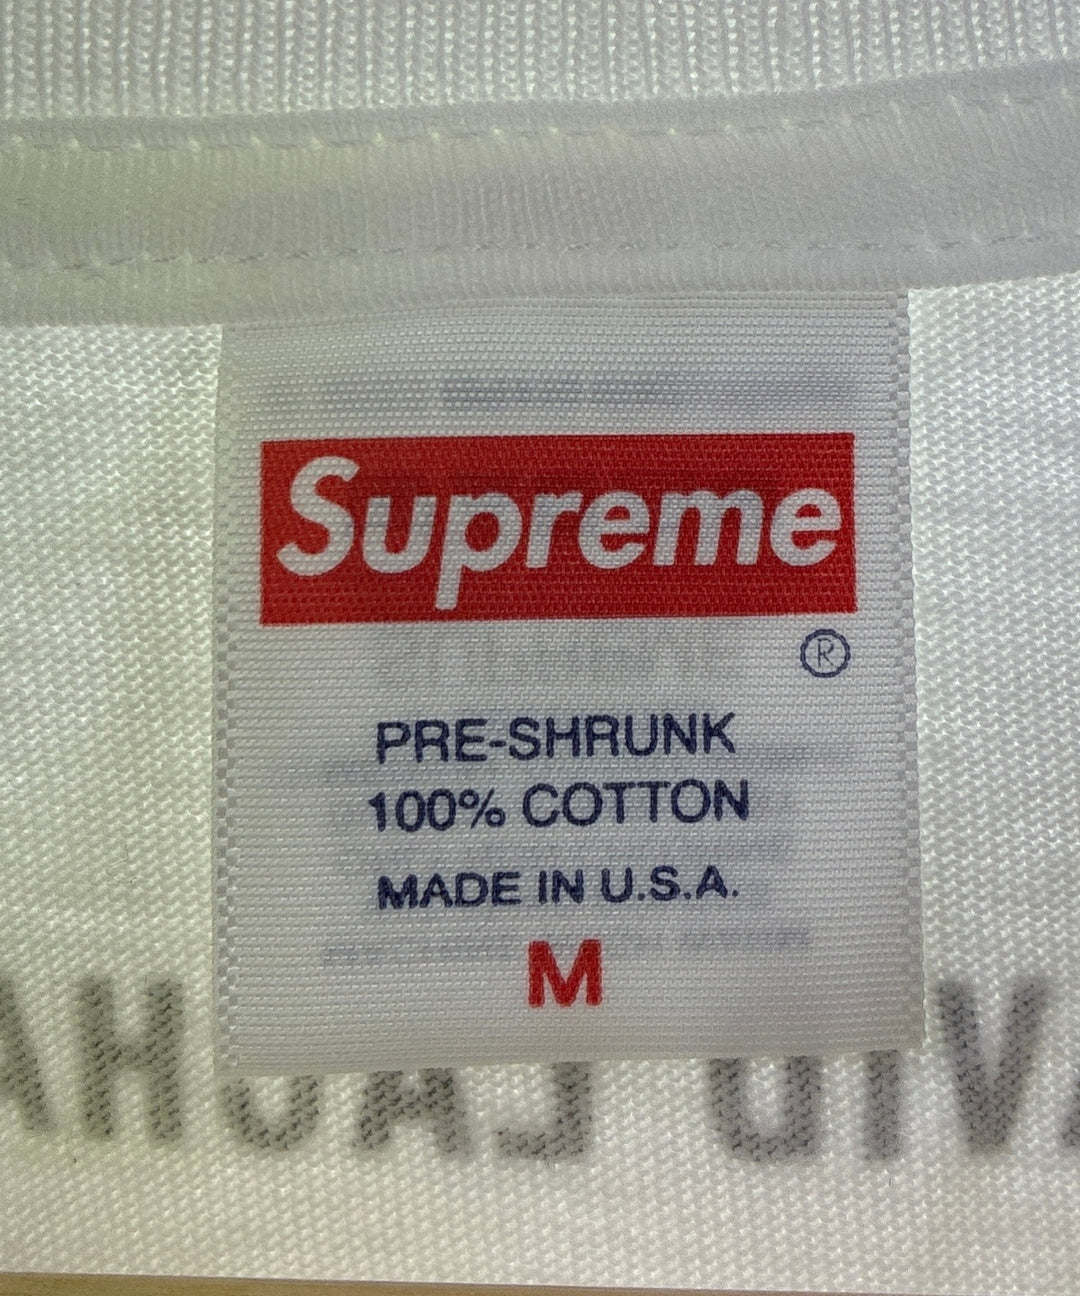 Supreme
®
PRE-SHRUNK
100% COTTON
MADE IN U.S.A.
M